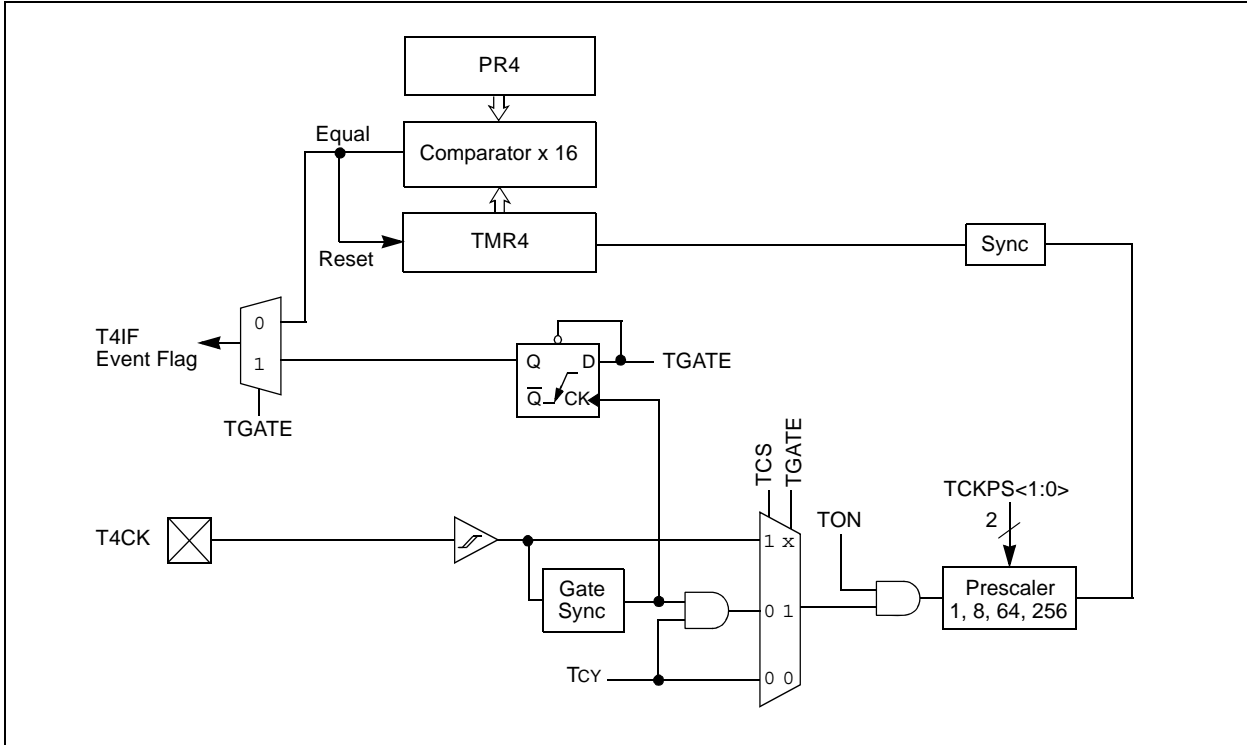 PR4
Equal
Comparator x 16
TMR4
Reset
Sync
T4IF
Event Flag
0
1
TGATE
Q
D
Q̅
CK
TGATE
TCS
TGATE
TCKPS<1:0>
2
TON
T4CK
1 x
Gate
Sync
0 1
Prescaler
1, 8, 64, 256
TCY
0 0